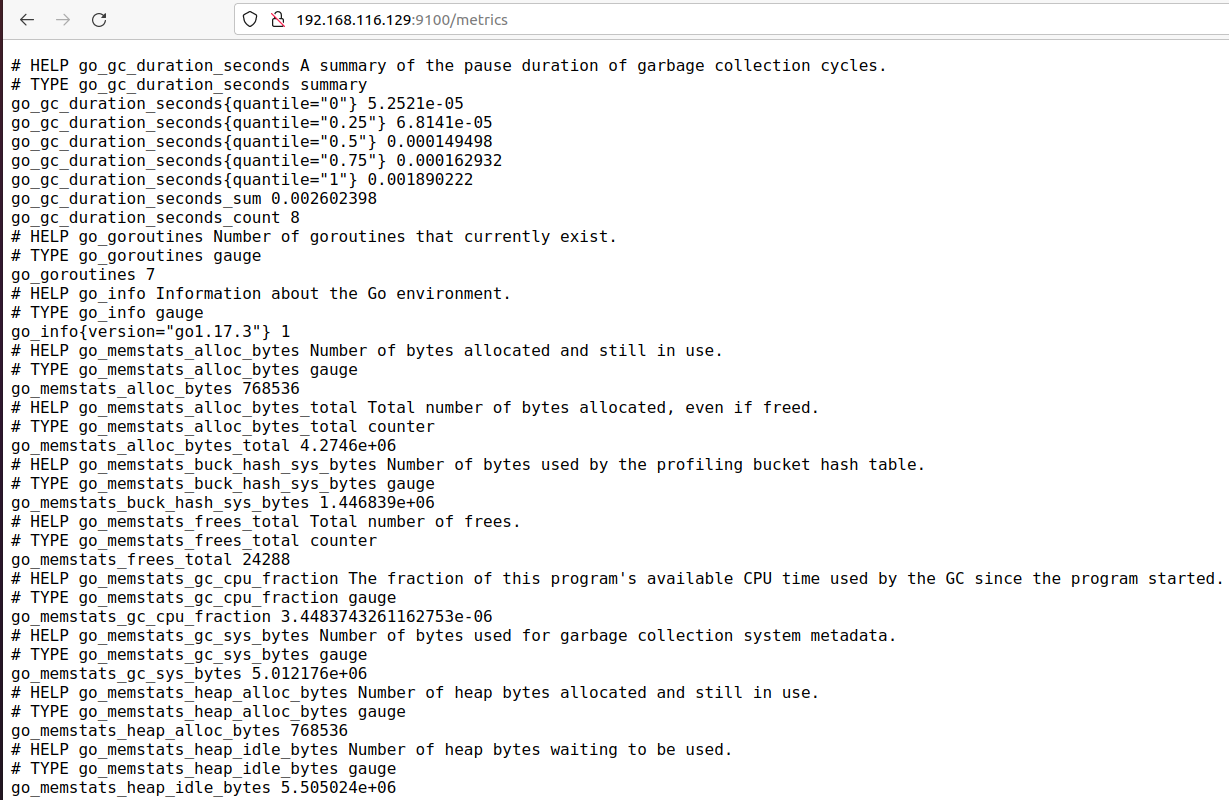 192.168.116.129:9100/metrics
# HELP go_gc_duration_seconds A summary of the pause duration of garbage collection cycles.
# TYPE go_gc_duration_seconds summary
go_gc_duration_seconds{quantile="0"} 5.2521e-05
go_gc_duration_seconds{quantile="0.25"} 6.8141e-05
go_gc_duration_seconds{quantile="0.5"} 0.000149498
go_gc_duration_seconds{quantile="0.75"} 0.000162932
go_gc_duration_seconds{quantile="1"} 0.001890222
go_gc_duration_seconds_sum 0.002602398
go_gc_duration_seconds_count 8
# HELP go_goroutines Number of goroutines that currently exist.
# TYPE go_goroutines gauge
go_goroutines 7
# HELP go_info Information about the Go environment.
# TYPE go_info gauge
go_info{version="go1.17.3"} 1
# HELP go_memstats_alloc_bytes Number of bytes allocated and still in use.
# TYPE go_memstats_alloc_bytes gauge
go_memstats_alloc_bytes 768536
# HELP go_memstats_alloc_bytes_total Total number of bytes allocated, even if freed.
# TYPE go_memstats_alloc_bytes_total counter
go_memstats_alloc_bytes_total 4.2746e+06
# HELP go_memstats_buck_hash_sys_bytes Number of bytes used by the profiling bucket hash table.
# TYPE go_memstats_buck_hash_sys_bytes gauge
go_memstats_buck_hash_sys_bytes 1.446839e+06
# HELP go_memstats_frees_total Total number of frees.
# TYPE go_memstats_frees_total counter
go_memstats_frees_total 24288
# HELP go_memstats_gc_cpu_fraction The fraction of this program's available CPU time used by the GC since the program started.
# TYPE go_memstats_gc_cpu_fraction gauge
go_memstats_gc_cpu_fraction 3.4483743261162753e-06
# HELP go_memstats_gc_sys_bytes Number of bytes used for garbage collection system metadata.
# TYPE go_memstats_gc_sys_bytes gauge
go_memstats_gc_sys_bytes 5.012176e+06
# HELP go_memstats_heap_alloc_bytes Number of heap bytes allocated and still in use.
# TYPE go_memstats_heap_alloc_bytes gauge
go_memstats_heap_alloc_bytes 768536
# HELP go_memstats_heap_idle_bytes Number of heap bytes waiting to be used.
# TYPE go_memstats_heap_idle_bytes gauge
go_memstats_heap_idle_bytes 5.505024e+06